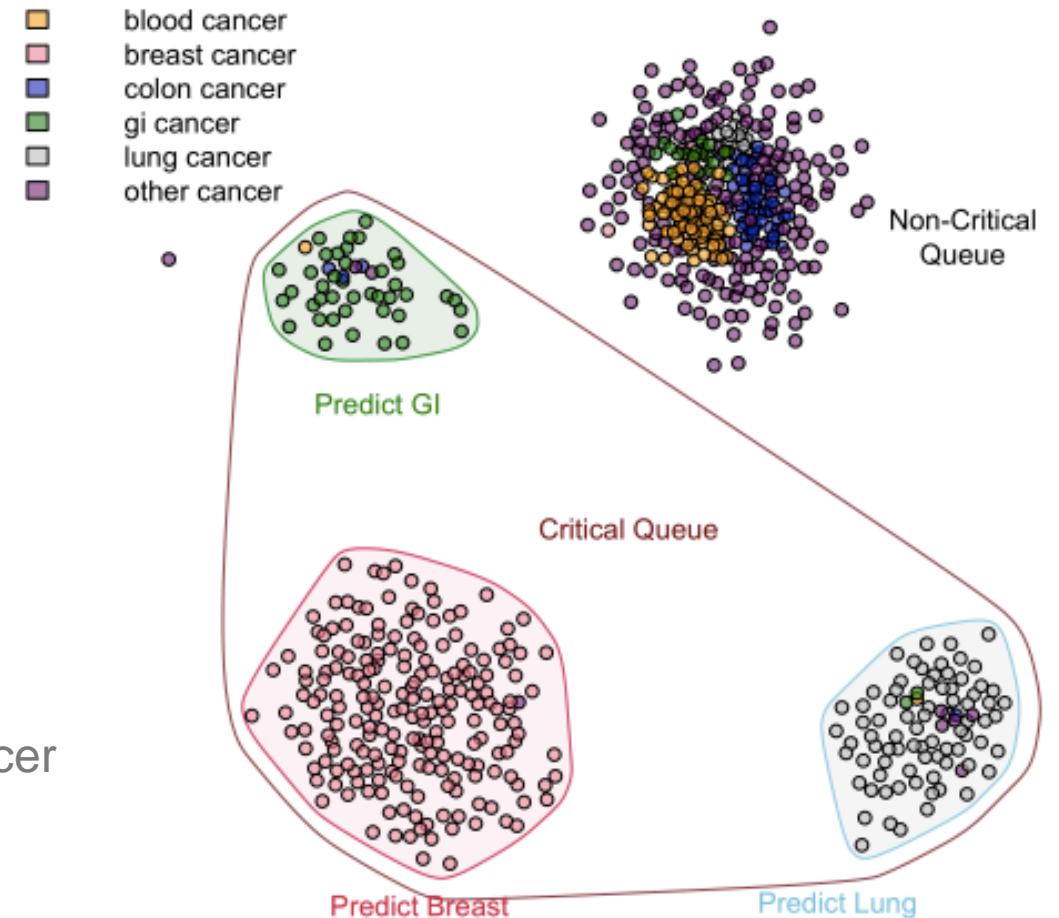 blood cancer
breast cancer
colon cancer
gi cancer
lung cancer
other cancer
Non-Critical
Queue
Predict GI
Critical Queue
cer
Predict Breast
Predict Lung